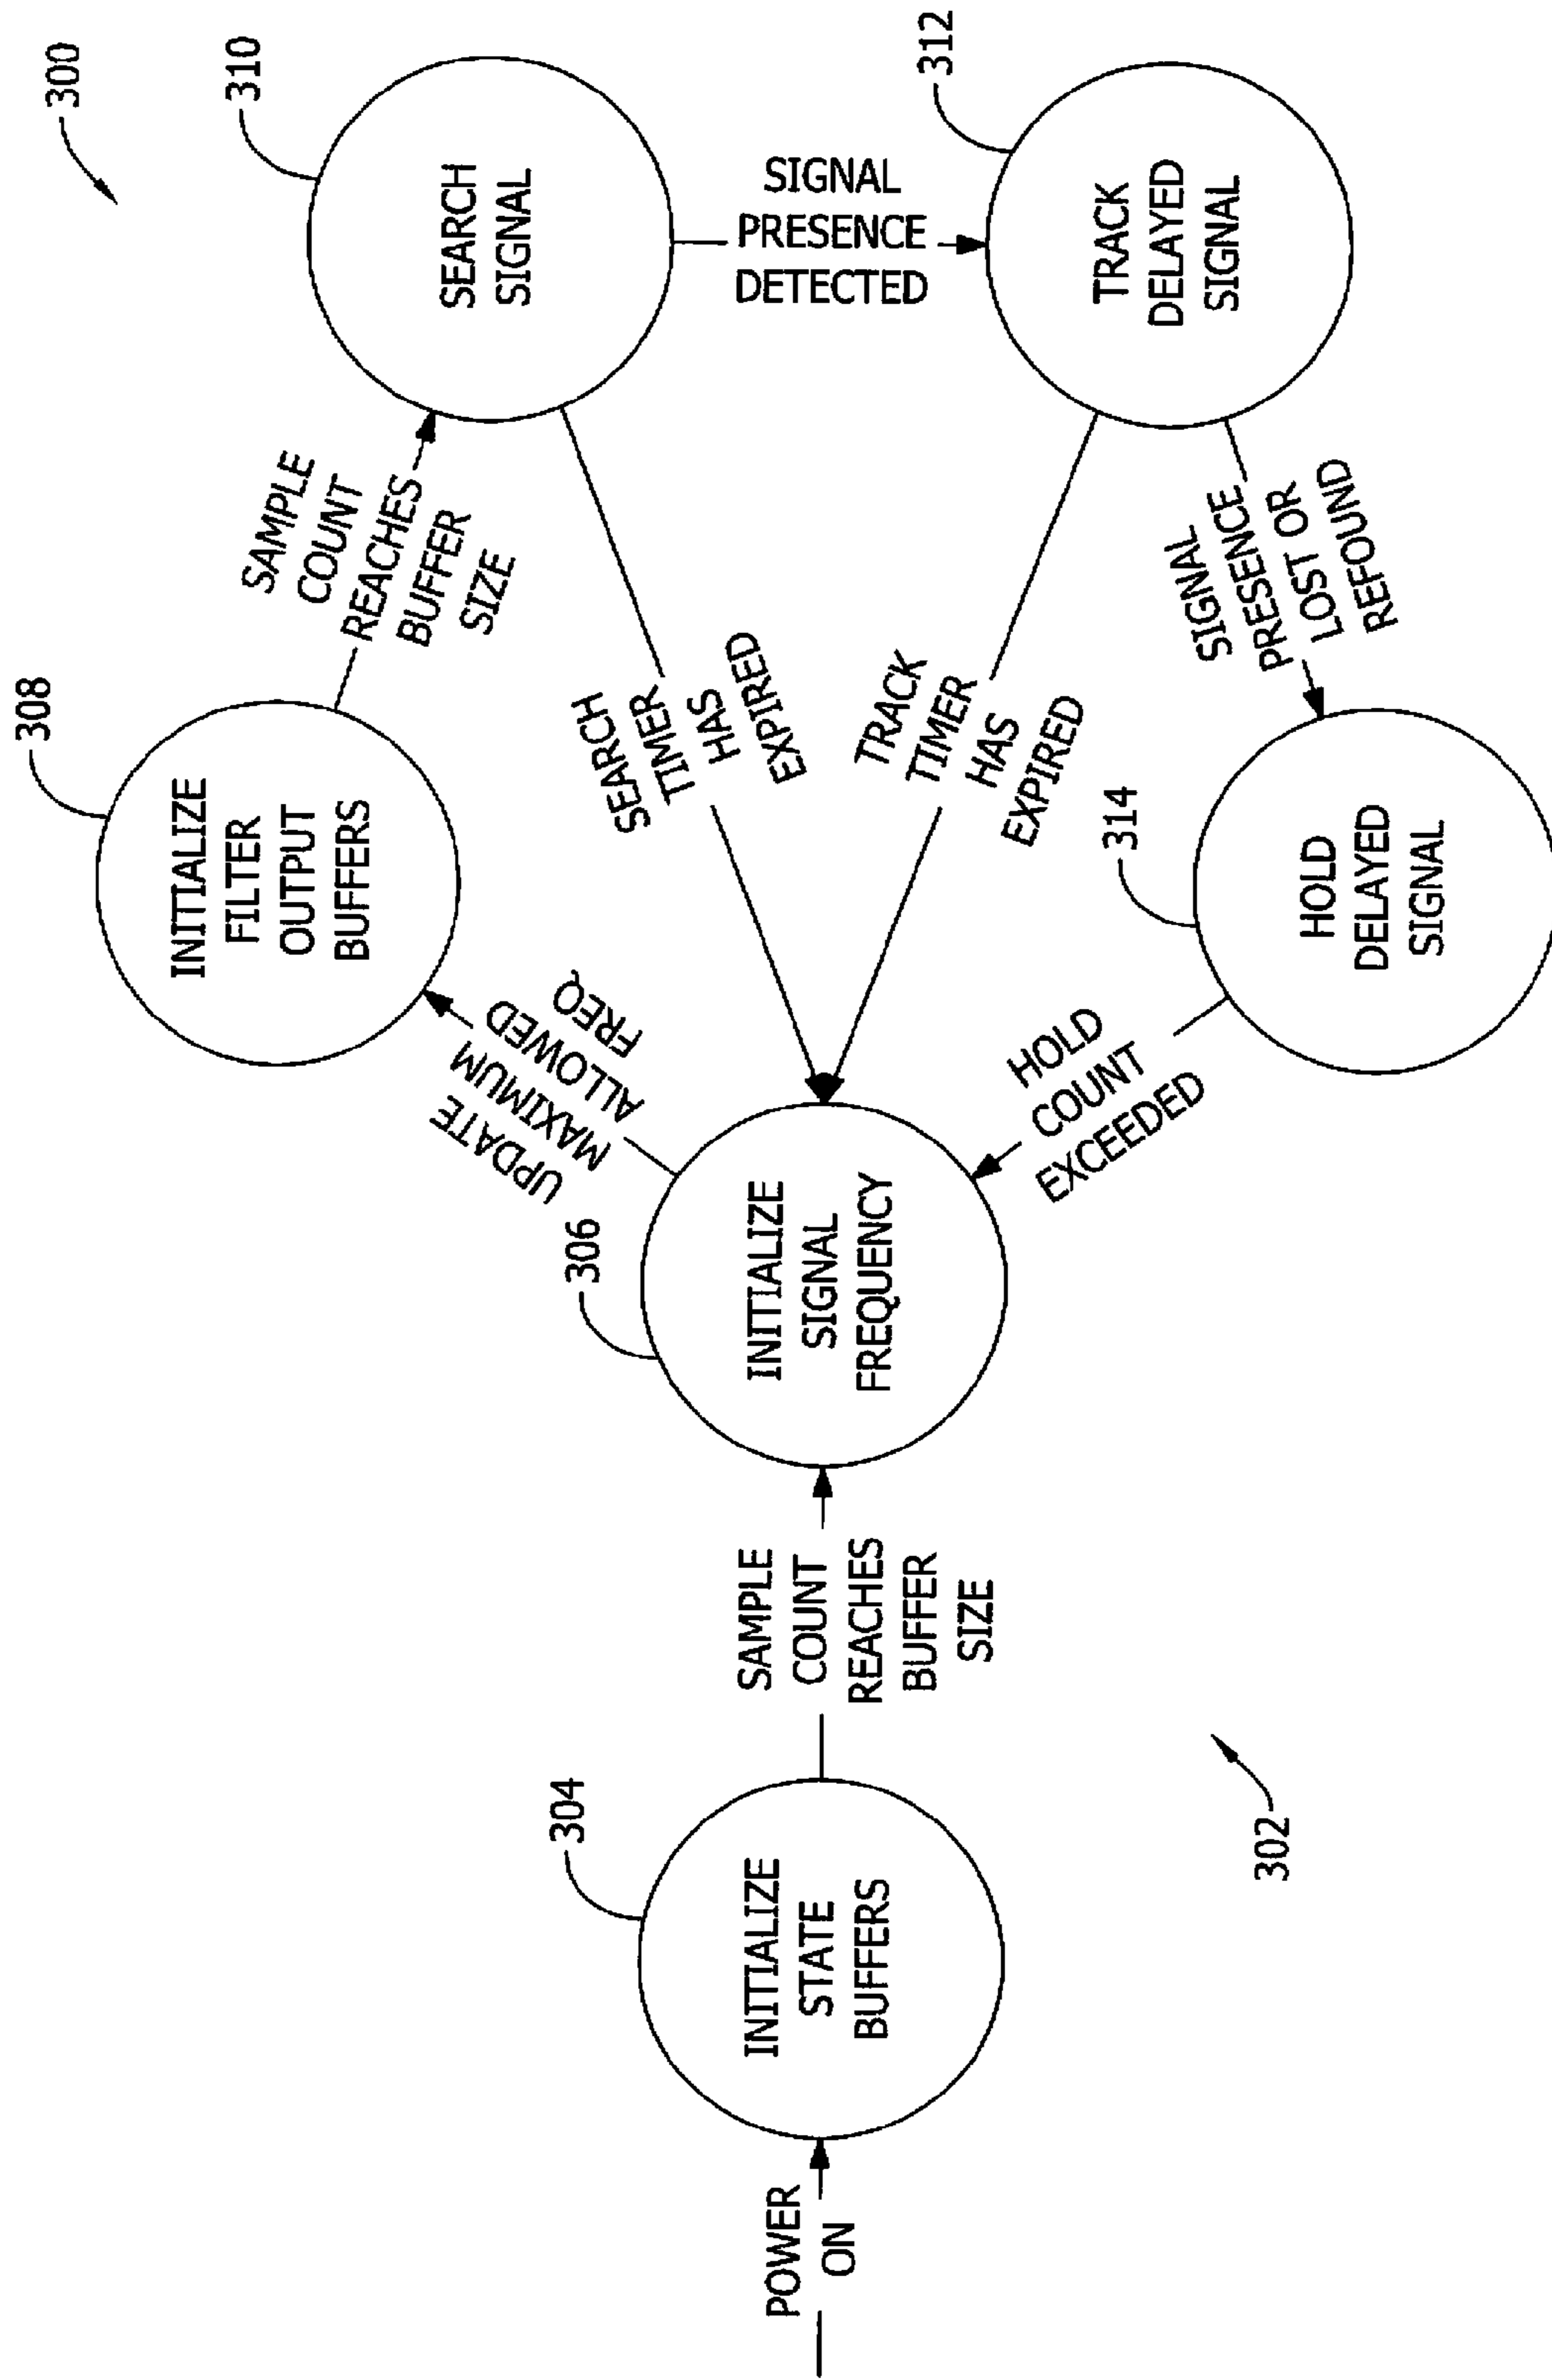 300
POWER
ON
304
INITIALIZE
STATE
BUFFERS
SAMPLE
COUNT
REACHES
BUFFER
SIZE
302
306
INITIALIZE
SIGNAL
FREQUENCY
UPDATE
MAXIMUM
ALLOWED
FREQ
308
INITIALIZE
FILTER
OUTPUT
BUFFERS
SAMPLE
COUNT
REACHES
BUFFER
SIZE
310
SEARCH
SIGNAL
SEARCH
TIMER
HAS
EXPIRED
SIGNAL
PRESENCE
DETECTED
312
TRACK
DELAYED
SIGNAL
TRACK
TIMER
HAS
EXPIRED
SIGNAL
PRESENCE
LOST OR
REFOUND
314
HOLD
DELAYED
SIGNAL
HOLD
COUNT
EXCEEDED